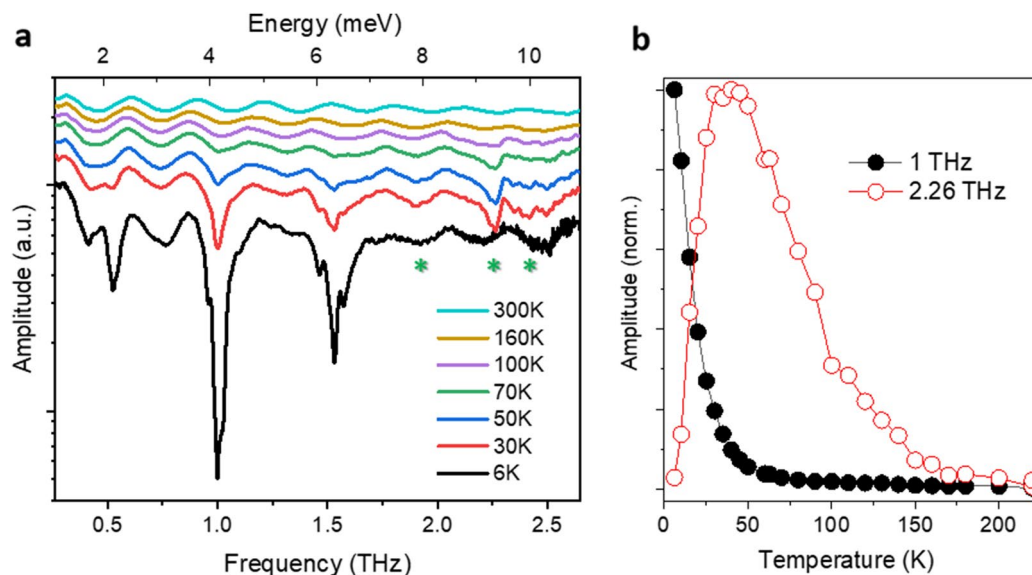 Energy (meV)
a
2 4 6 8 10
Amplitude (a.u.)
* * *
300K
160K
100K
70K
50K
30K
6K
0.5 1.0 1.5 2.0 2.5
Frequency (THz)
b
Amplitude (norm.)
1 THz
2.26 THz
0 50 100 150 200
Temperature (K)